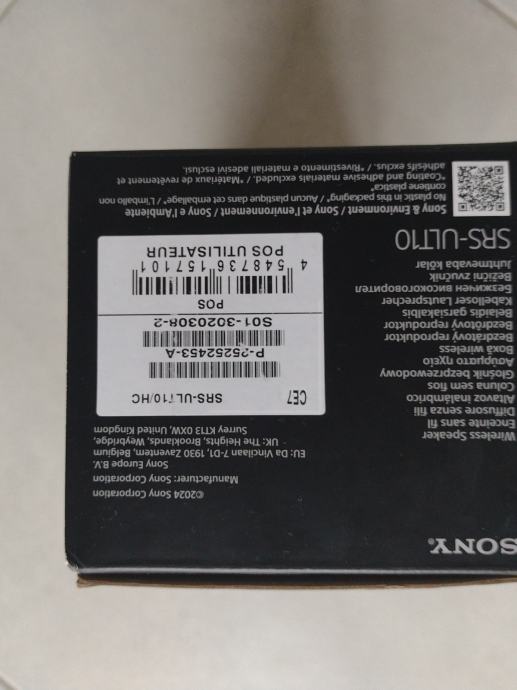 SONY
Wireless Speaker
Enceinte sans fil
Diffusore senza fili
Altavoz inalámbrico
Coluna sem fios
Głośnik bezprzewodowy
Ασύρματο ηχείο
Boxă wireless
Bezdrátový reproduktor
Bezdrôtový reproduktor
Belaidis garsiakalbis
Kabelloser Lautsprecher
Безжичен високоговорител
Bežični zvučnik
Juhtmevaba kõlar
SRS-ULT10
©2024 Sony Corporation
Manufacturer: Sony Corporation
Sony Europe B.V.
EU: Da Vincilaan 7-D1, 1930 Zaventem, Belgium
UK: The Heights, Brooklands, Weybridge,
Surrey KT13 0XW, United Kingdom
CE7 SRS-ULT10/HC
P-25252453-A
S01-3020308-2
POS
4 548736 157101
POS UTILISATEUR
Sony & Environment / Sony et l'environnement / Sony e l'Ambiente
No plastic in this packaging* / Aucun plastique dans cet emballage* / L'imballo non
contiene plastica*
*Coating and adhesive materials excluded. / *Matériaux de revêtement et
adhésifs exclus. / *Rivestimento e materiali adesivi esclusi.